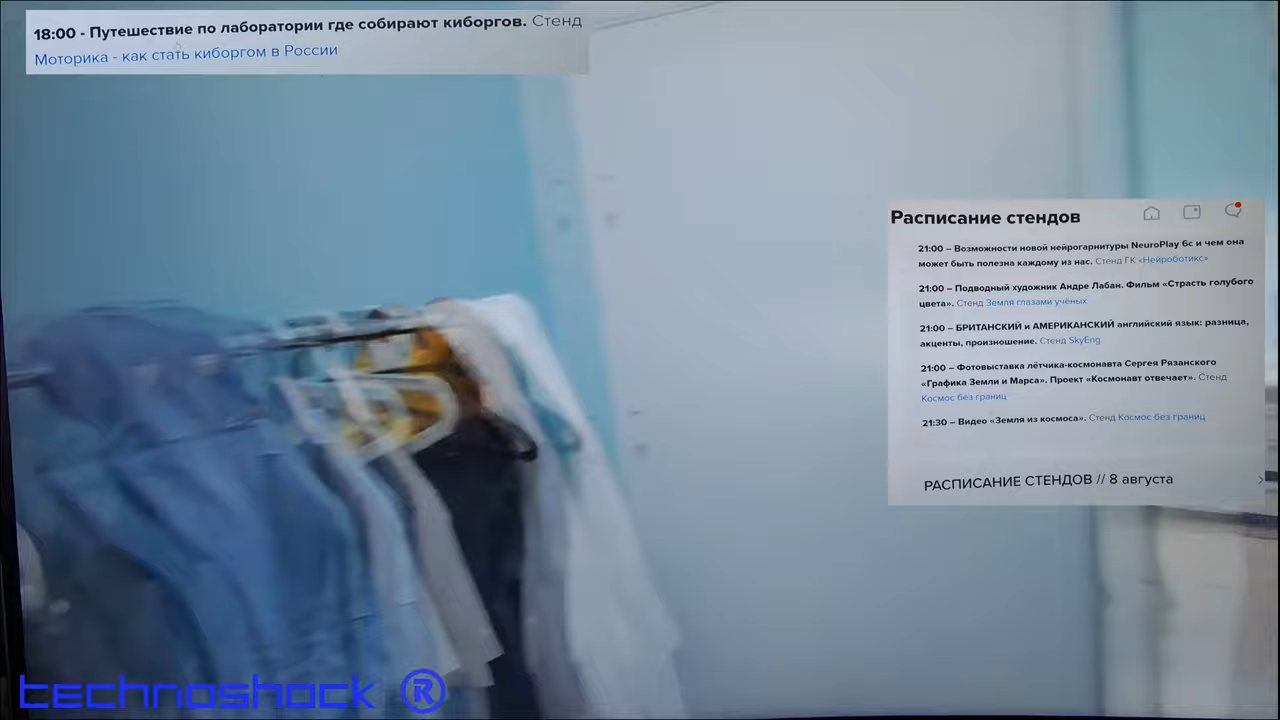 18:00 - Путешествие по лаборатории где собирают киборгов. Стенд
Моторика - как стать киборгом в России
Расписание стендов
21:00 – Возможности новой нейрогарнитуры NeuroPlay 6c и чем она
может быть полезна каждому из нас. Стенд ГК «Нейроботикс»
21:00 – Подводный художник Андре Лабан. Фильм «Страсть голубого
цвета». Стенд Земля глазами учёных
21:00 – БРИТАНСКИЙ и АМЕРИКАНСКИЙ английский язык: разница,
акценты, произношение. Стенд SkyEng
21:00 – Фотовыставка лётчика-космонавта Сергея Рязанского
«Графика Земли и Марса». Проект «Космонавт отвечает». Стенд
Космос без границ
21:30 – Видео «Земля из космоса». Стенд Космос без границ
РАСПИСАНИЕ СТЕНДОВ // 8 августа
technoshock ®